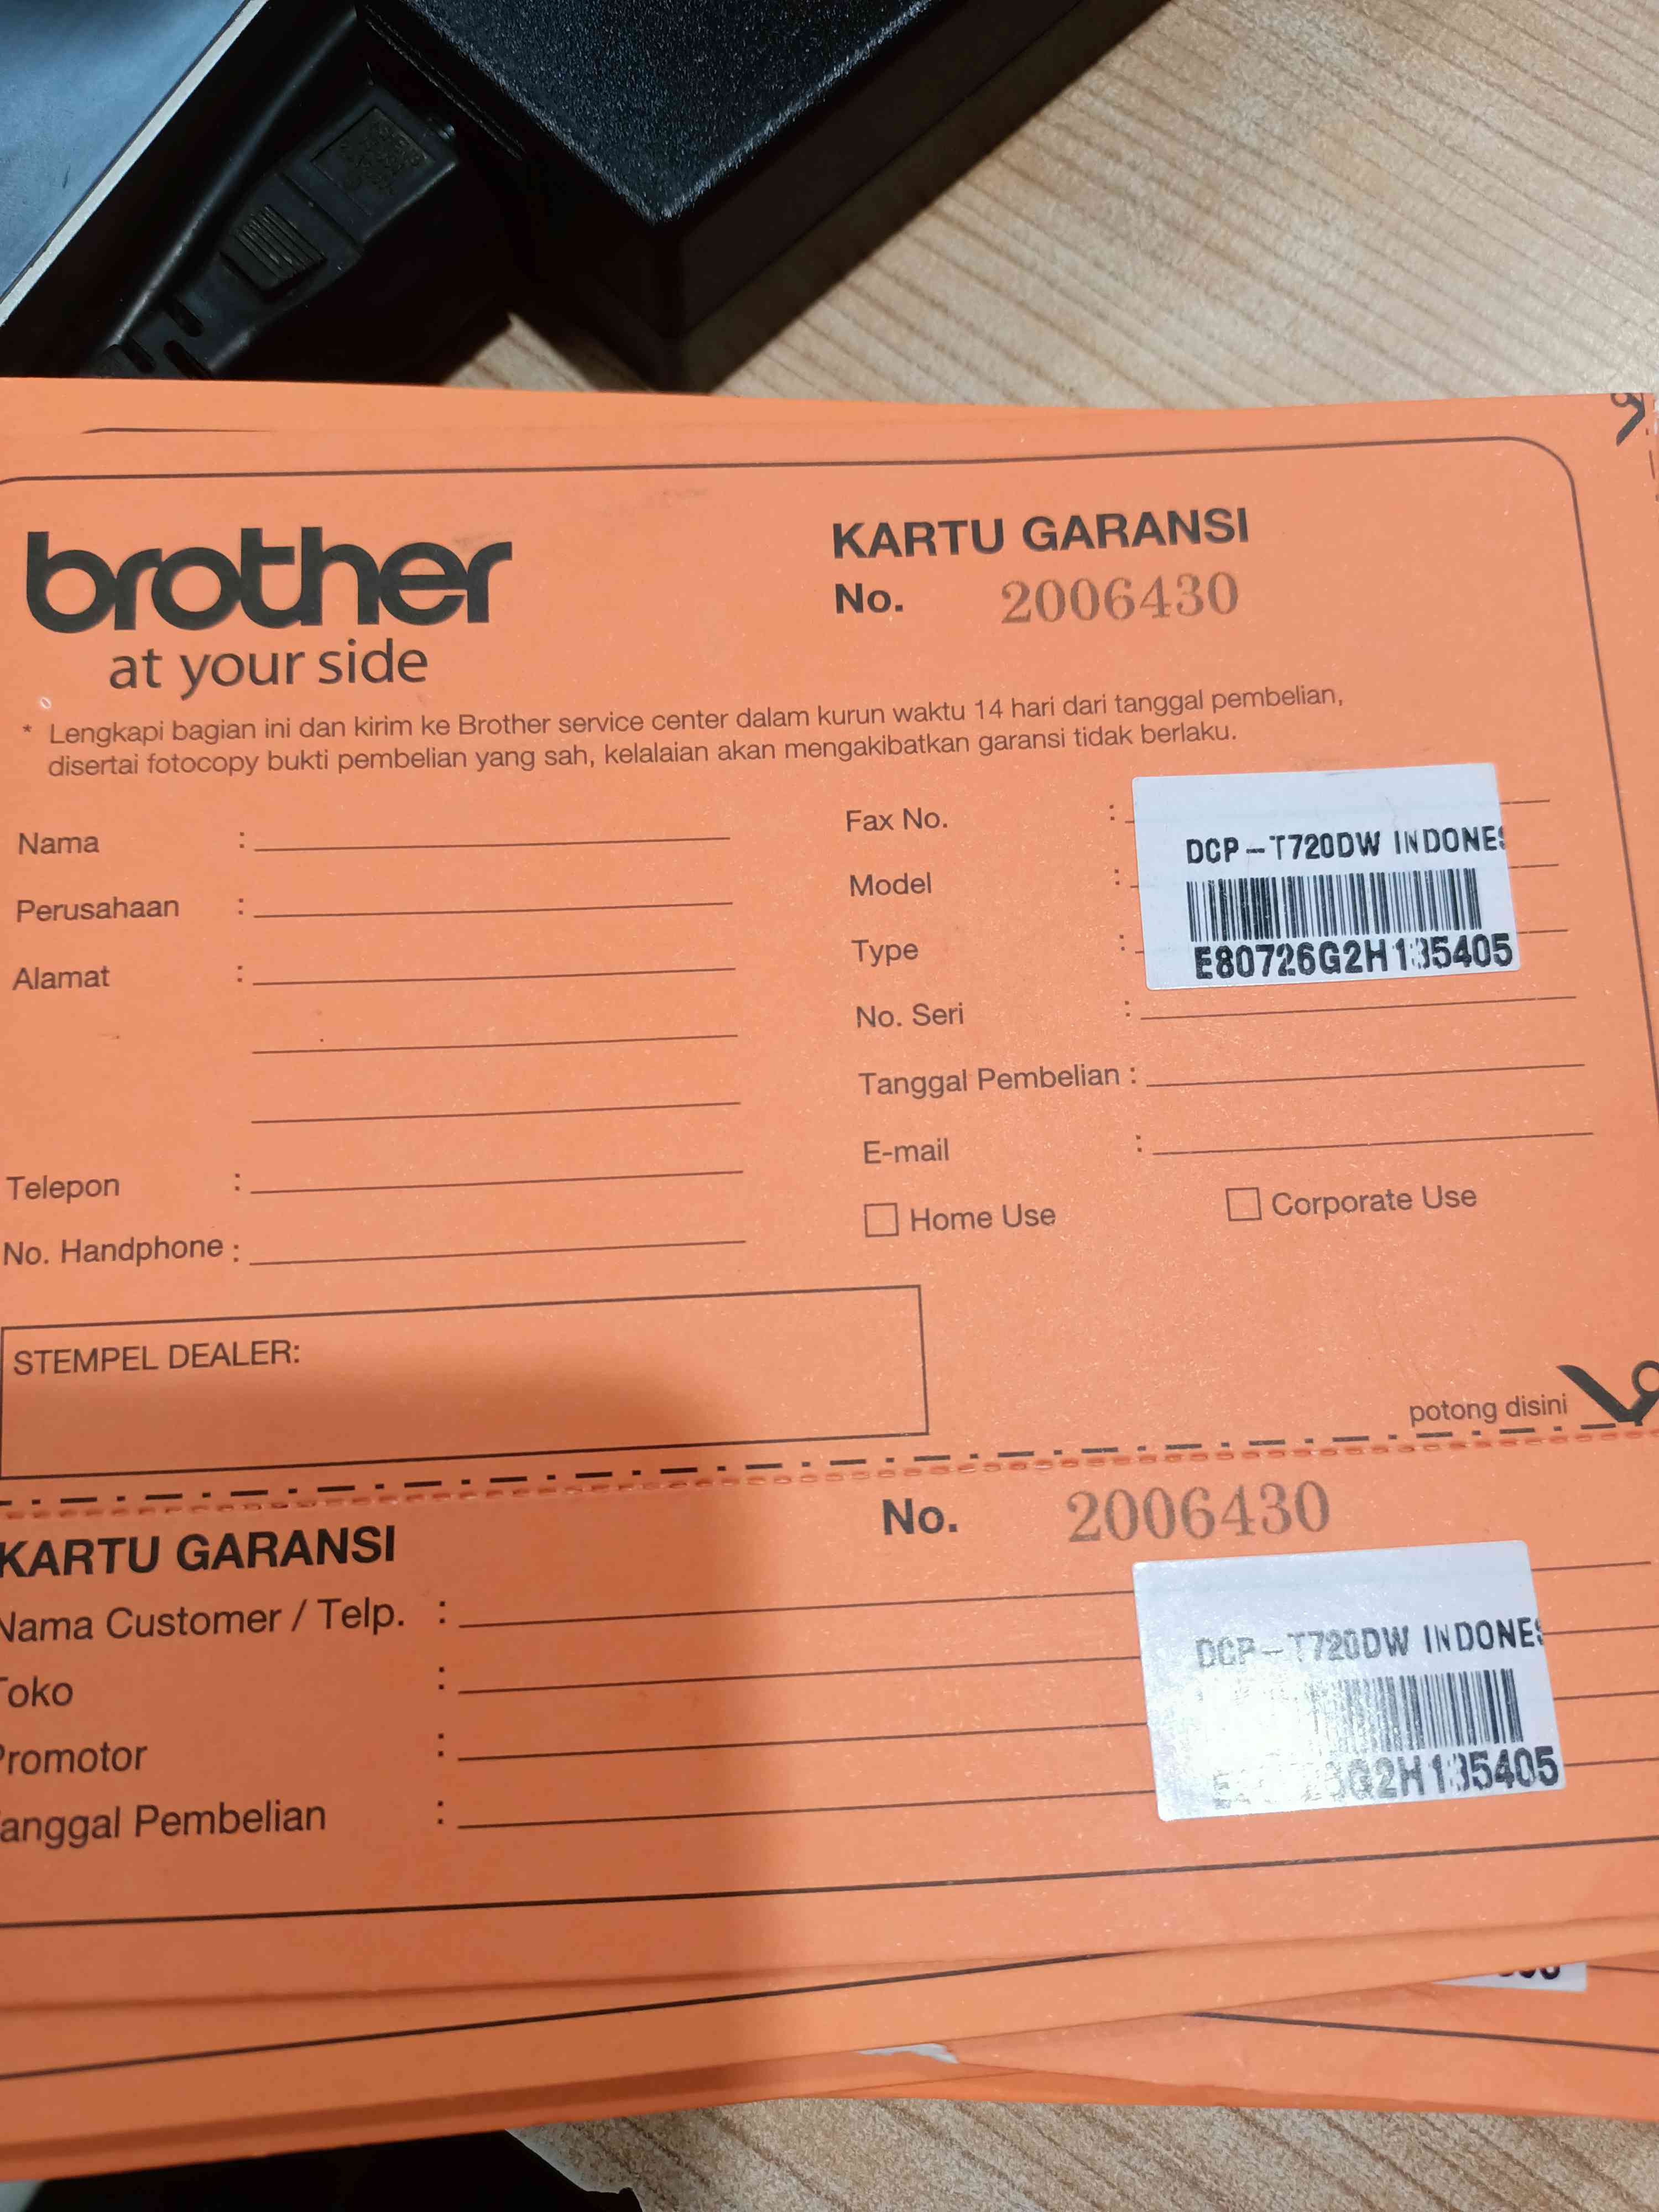 brother
at your side
KARTU GARANSI
No. 2006430
* Lengkapi bagian ini dan kirim ke Brother service center dalam kurun waktu 14 hari dari tanggal pembelian,
disertai fotocopy bukti pembelian yang sah, kelalaian akan mengakibatkan garansi tidak berlaku.
Nama :
Perusahaan :
Alamat :
Telepon :
No. Handphone :
Fax No. :
Model :
Type :
No. Seri :
Tanggal Pembelian :
E-mail :
DCP-T720DW INDONES
E80726G2H135405
Home Use
Corporate Use
STEMPEL DEALER:
potong disini
KARTU GARANSI
No. 2006430
Nama Customer / Telp. :
Toko :
Promotor :
Tanggal Pembelian :
DCP-T720DW INDONES
G2H135405